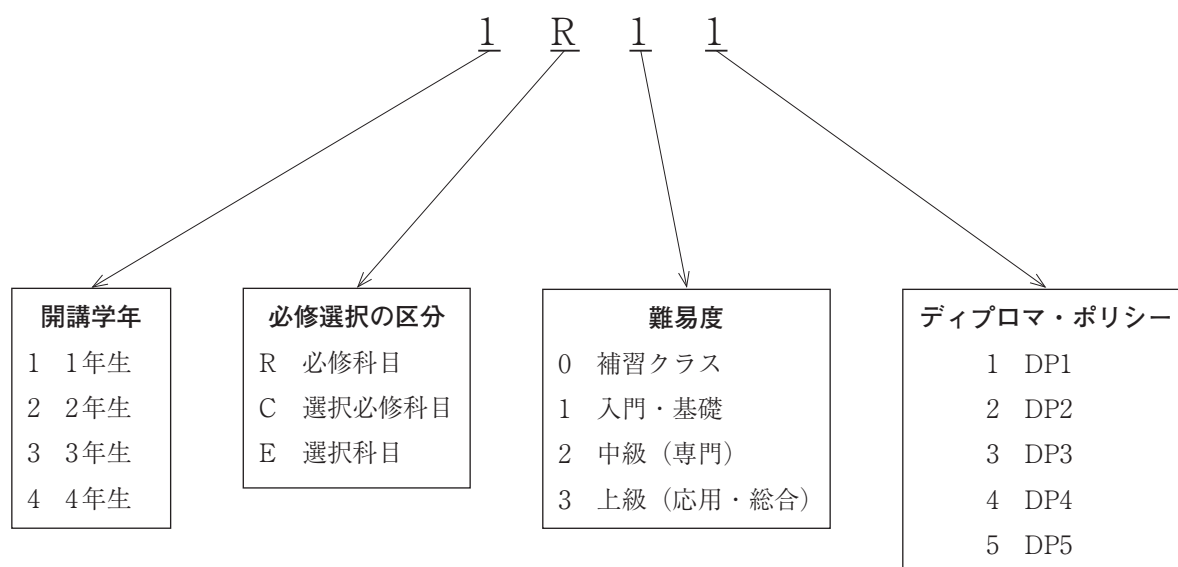 1 R 1 1
開講学年
1 1年生
2 2年生
3 3年生
4 4年生
必修選択の区分
R 必修科目
C 選択必修科目
E 選択科目
難易度
0 補習クラス
1 入門・基礎
2 中級（専門）
3 上級（応用・総合）
ディプロマ・ポリシー
1 DP1
2 DP2
3 DP3
4 DP4
5 DP5